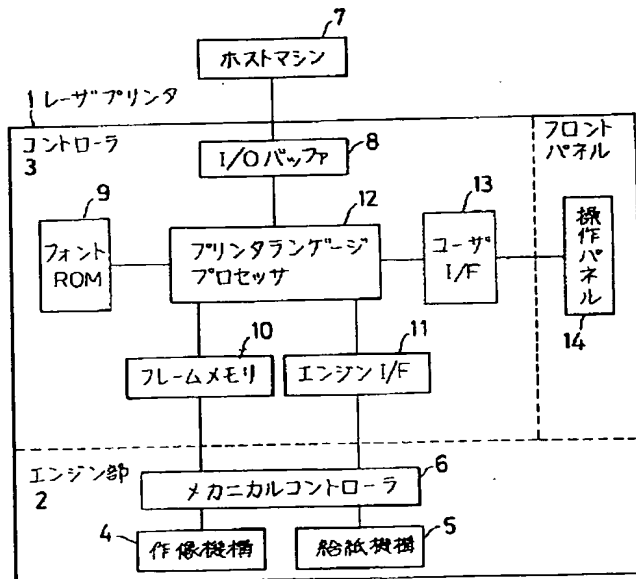 7
ホストマシン
1 レーザプリンタ
コントローラ
3
フロント
パネル
I/Oバッファ
8
9
フォント
ROM
12
プリンタランゲージ
プロセッサ
13
ユーザ
I/F
操作パネル
14
10
フレームメモリ
11
エンジンI/F
エンジン部
2
6
メカニカルコントローラ
4
作像機構
給紙機構
5